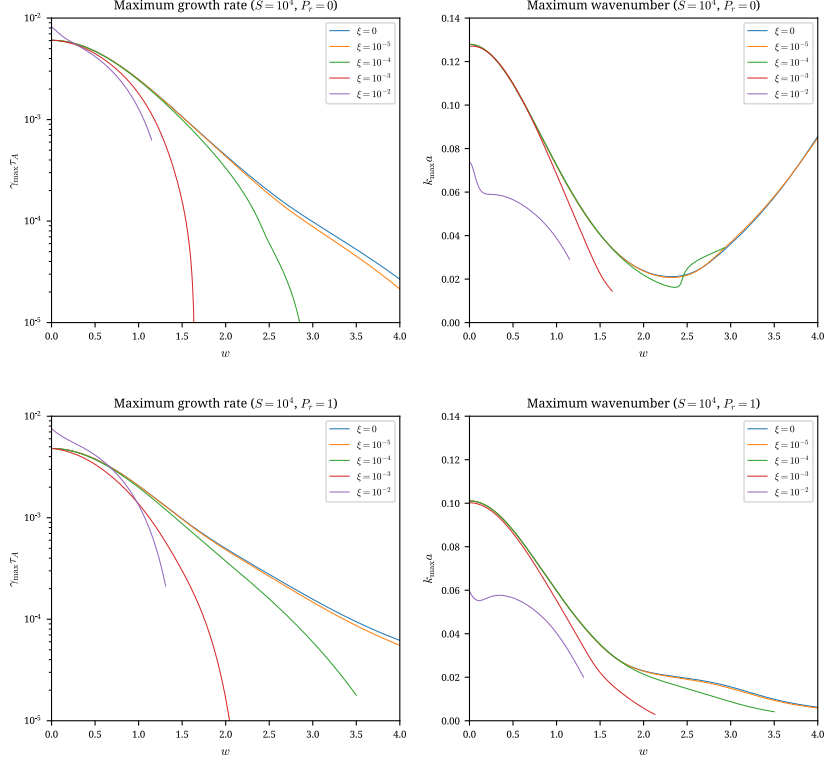 Maximum growth rate (S = 10⁴, Pᵣ = 0)
10⁻²
10⁻³
10⁻⁴
10⁻⁵
γₘₐₓτ_A
ξ = 0
ξ = 10⁻⁵
ξ = 10⁻⁴
ξ = 10⁻³
ξ = 10⁻²
0.0 0.5 1.0 1.5 2.0 2.5 3.0 3.5 4.0
w
Maximum wavenumber (S = 10⁴, Pᵣ = 0)
0.14
0.12
0.10
0.08
0.06
0.04
0.02
0.00
kₘₐₓa
ξ = 0
ξ = 10⁻⁵
ξ = 10⁻⁴
ξ = 10⁻³
ξ = 10⁻²
0.0 0.5 1.0 1.5 2.0 2.5 3.0 3.5 4.0
w
Maximum growth rate (S = 10⁴, Pᵣ = 1)
10⁻²
10⁻³
10⁻⁴
10⁻⁵
γₘₐₓτ_A
ξ = 0
ξ = 10⁻⁵
ξ = 10⁻⁴
ξ = 10⁻³
ξ = 10⁻²
0.0 0.5 1.0 1.5 2.0 2.5 3.0 3.5 4.0
w
Maximum wavenumber (S = 10⁴, Pᵣ = 1)
0.14
0.12
0.10
0.08
0.06
0.04
0.02
0.00
kₘₐₓa
ξ = 0
ξ = 10⁻⁵
ξ = 10⁻⁴
ξ = 10⁻³
ξ = 10⁻²
0.0 0.5 1.0 1.5 2.0 2.5 3.0 3.5 4.0
w